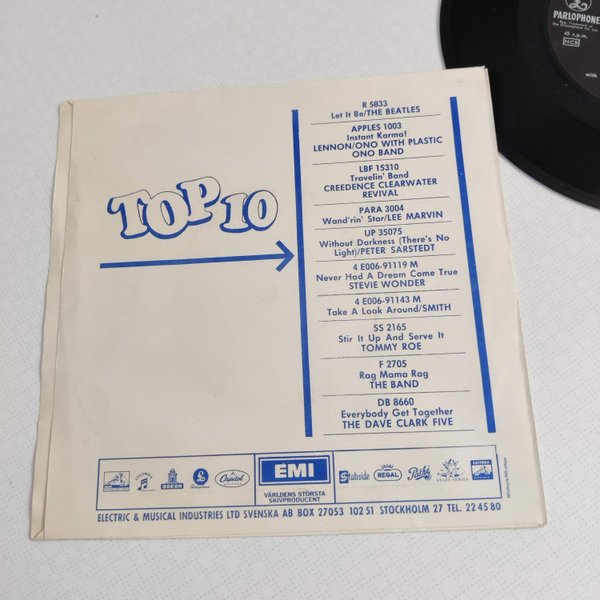 PARLOPHONE
45 r.p.m.
NCB
with
TOP 10
R 5833
Let It Be/THE BEATLES
APPLES 1003
Instant Karma!
LENNON/ONO WITH PLASTIC
ONO BAND
LBF 15310
Travelin' Band
CREEDENCE CLEARWATER
REVIVAL
PARA 3004
Wand'rin' Star/LEE MARVIN
UP 35075
Without Darkness (There's No
Light)/PETER SARSTEDT
4 E006-91119 M
Never Had A Dream Come True
STEVIE WONDER
4 E006-91143 M
Take A Look Around/SMITH
SS 2165
Stir It Up And Serve It
TOMMY ROE
F 2705
Rag Mama Rag
THE BAND
DB 8660
Everybody Get Together
THE DAVE CLARK FIVE
COLUMBIA
ODEON
Parlophone
Capitol
EMI
VÄRLDENS STÖRSTA
SKIVPRODUCENT
Stateside
REGAL
Pathé
ANGEL SERIES
ELECTRIC & MUSICAL INDUSTRIES LTD SVENSKA AB BOX 27053 102 51 STOCKHOLM 27 TEL. 22 45 80